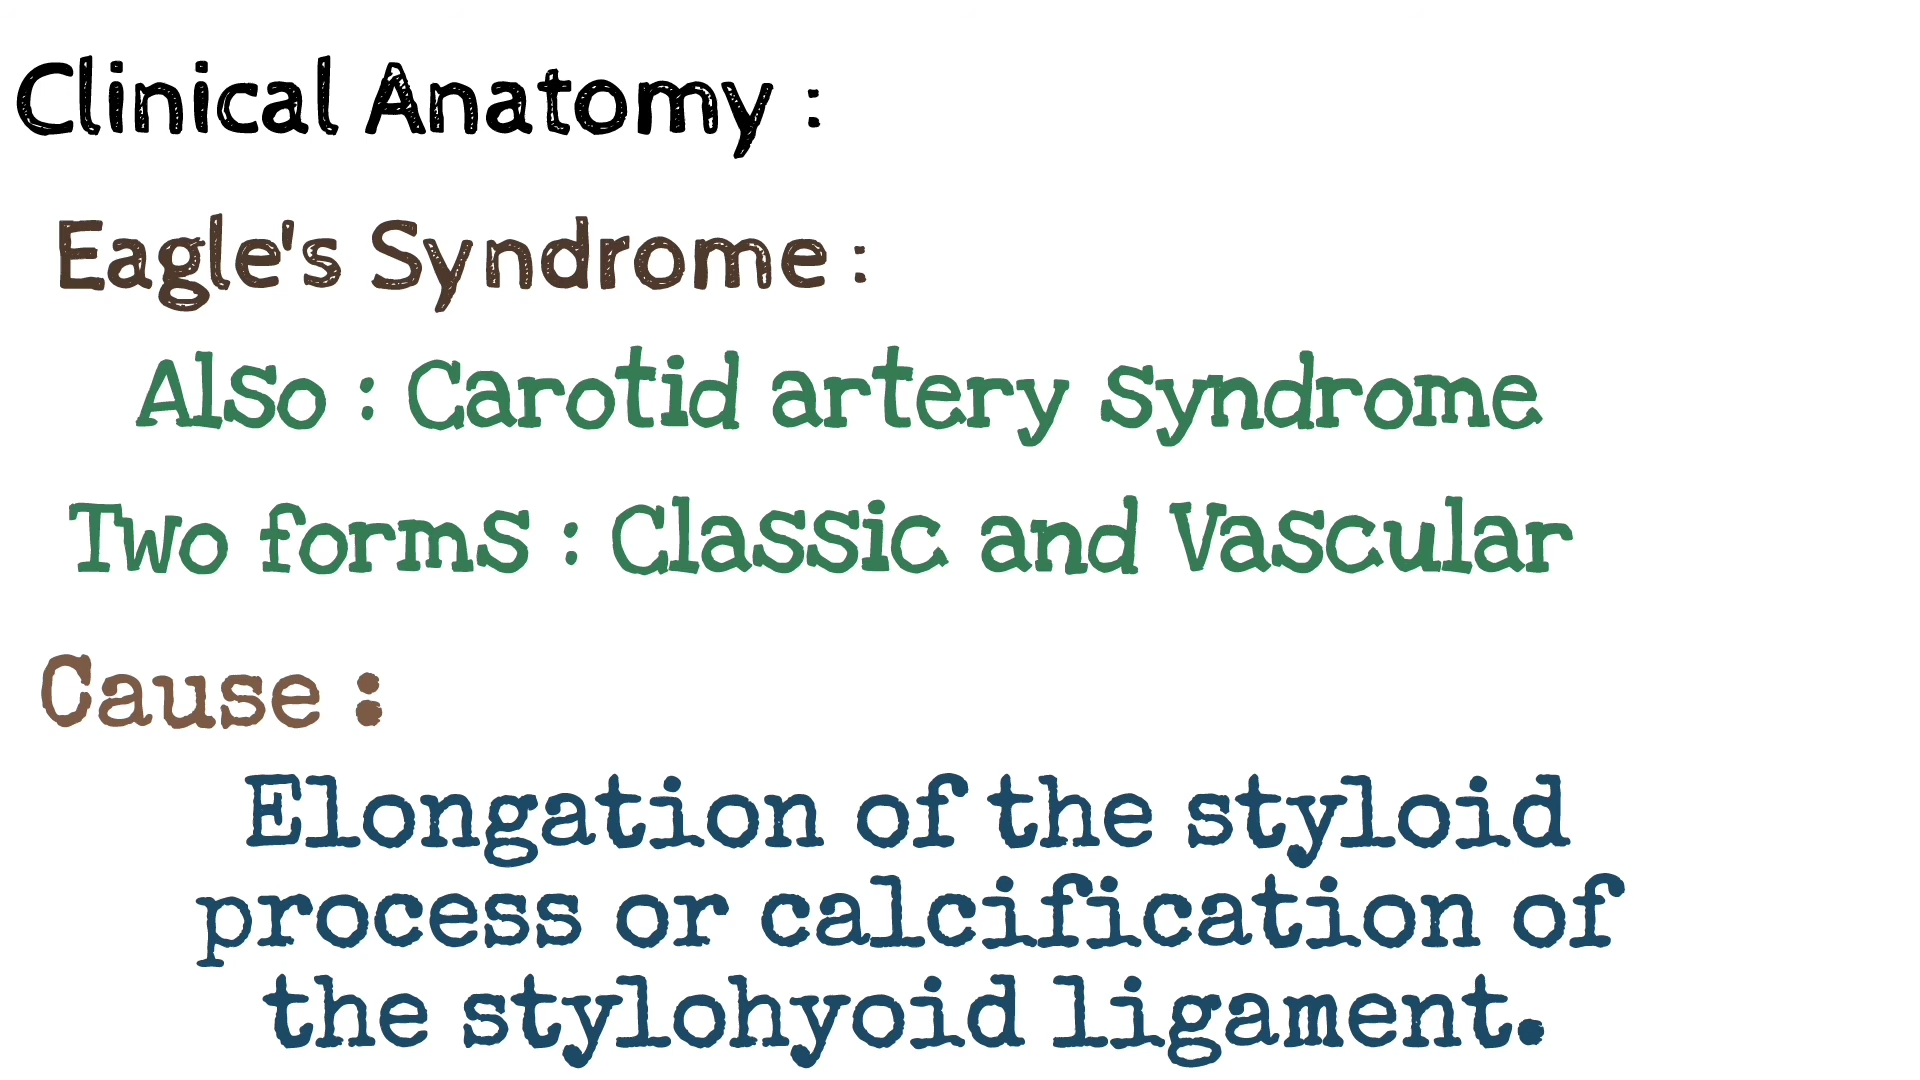 Clinical Anatomy :
Eagle's Syndrome :
Also : Carotid artery syndrome
Two forms : Classic and Vascular
Cause :
Elongation of the styloid
process or calcification of
the stylohyoid ligament.